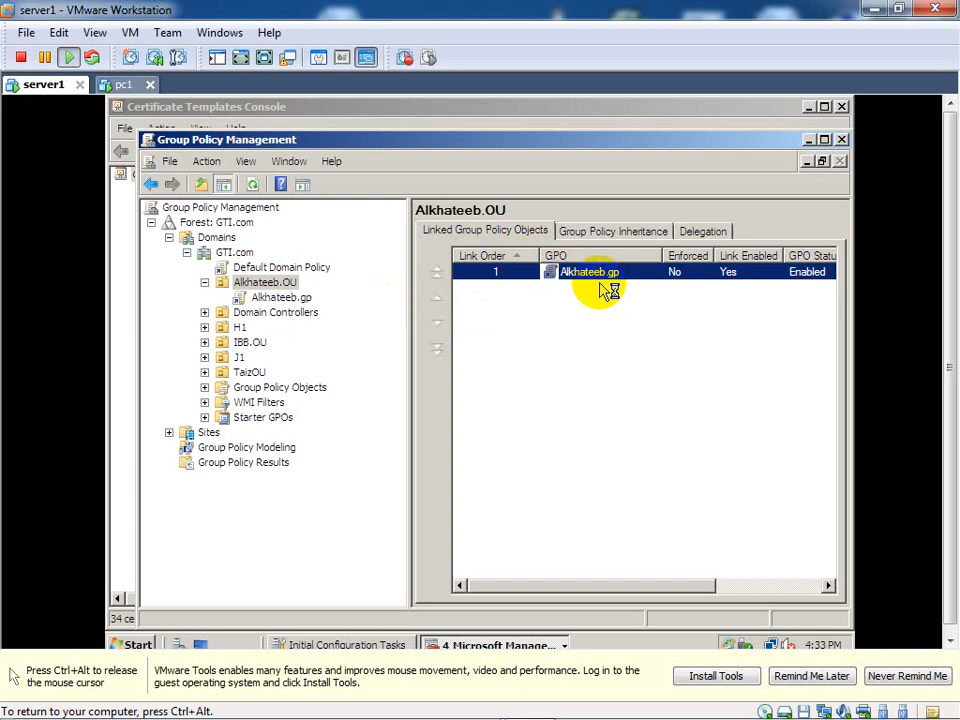 server1 - VMware Workstation
File Edit View VM Team Windows Help
server1 pc1
Certificate Templates Console
File Action View Help
Group Policy Management
File Action View Window Help
Group Policy Management
Forest: GTI.com
Domains
GTI.com
Default Domain Policy
Alkhateeb.OU
Alkhateeb.gp
Domain Controllers
H1
IBB.OU
J1
TaizOU
Group Policy Objects
WMI Filters
Starter GPOs
Sites
Group Policy Modeling
Group Policy Results
Alkhateeb.OU
Linked Group Policy Objects Group Policy Inheritance Delegation
Link Order GPO Enforced Link Enabled GPO Statu
1 Alkhateeb.gp No Yes Enabled
34 ce
Start Initial Configuration Tasks 4 Microsoft Manage... 4:33 PM
Press Ctrl+Alt to release
the mouse cursor
VMware Tools enables many features and improves mouse movement, video and performance. Log in to the
guest operating system and click Install Tools.
Install Tools Remind Me Later Never Remind Me
To return to your computer, press Ctrl+Alt.